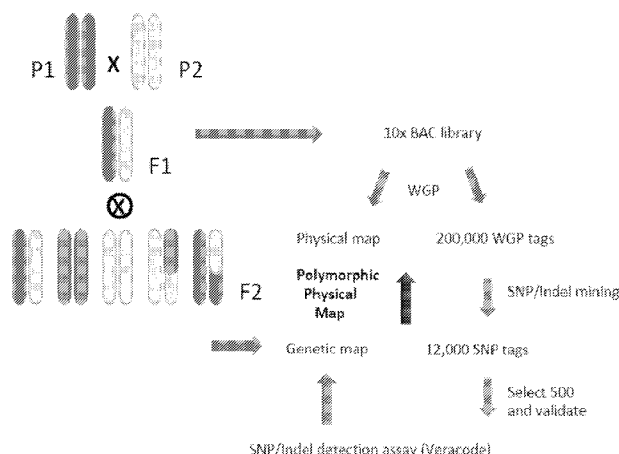 P1 X P2
F1
10x BAC library
WGP
Physical map 200,000 WGP tags
F2
Polymorphic
Physical
Map
SNP/Indel mining
Genetic map 12,000 SNP tags
Select 500
and validate
SNP/Indel detection assay (Veracode)